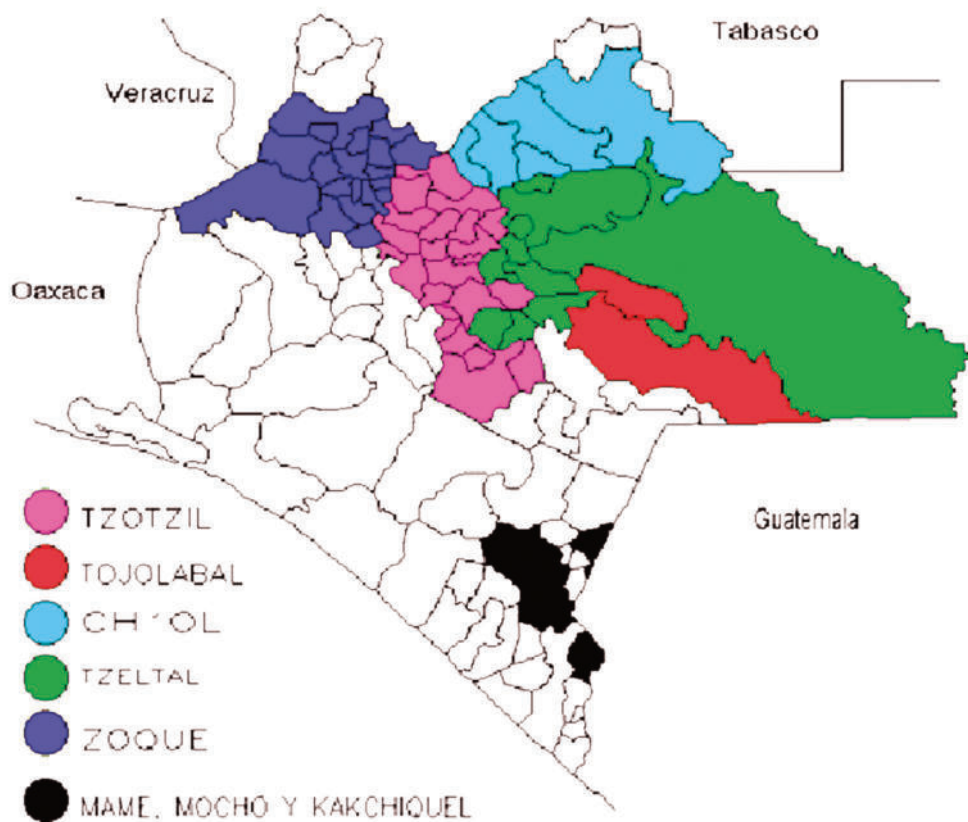 Tabasco
Veracruz
Oaxaca
Guatemala
TZOTZIL
TOJOLABAL
CH'OL
TZELTAL
ZOQUE
MAME, MOCHO Y KAKCHIQUEL